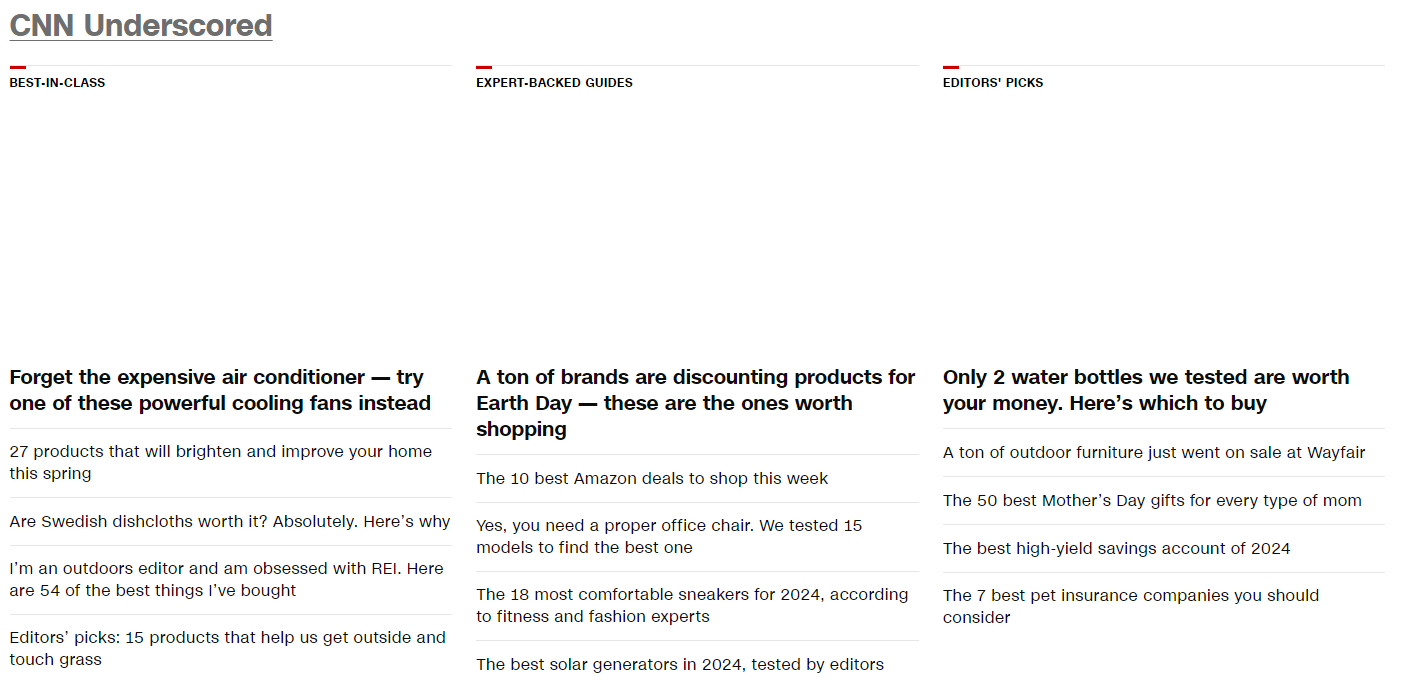 CNN Underscored
BEST-IN-CLASS
Forget the expensive air conditioner — try
one of these powerful cooling fans instead
27 products that will brighten and improve your home
this spring
Are Swedish dishcloths worth it? Absolutely. Here’s why
I’m an outdoors editor and am obsessed with REI. Here
are 54 of the best things I’ve bought
Editors’ picks: 15 products that help us get outside and
touch grass
EXPERT-BACKED GUIDES
A ton of brands are discounting products for
Earth Day — these are the ones worth
shopping
The 10 best Amazon deals to shop this week
Yes, you need a proper office chair. We tested 15
models to find the best one
The 18 most comfortable sneakers for 2024, according
to fitness and fashion experts
The best solar generators in 2024, tested by editors
EDITORS' PICKS
Only 2 water bottles we tested are worth
your money. Here’s which to buy
A ton of outdoor furniture just went on sale at Wayfair
The 50 best Mother’s Day gifts for every type of mom
The best high-yield savings account of 2024
The 7 best pet insurance companies you should
consider